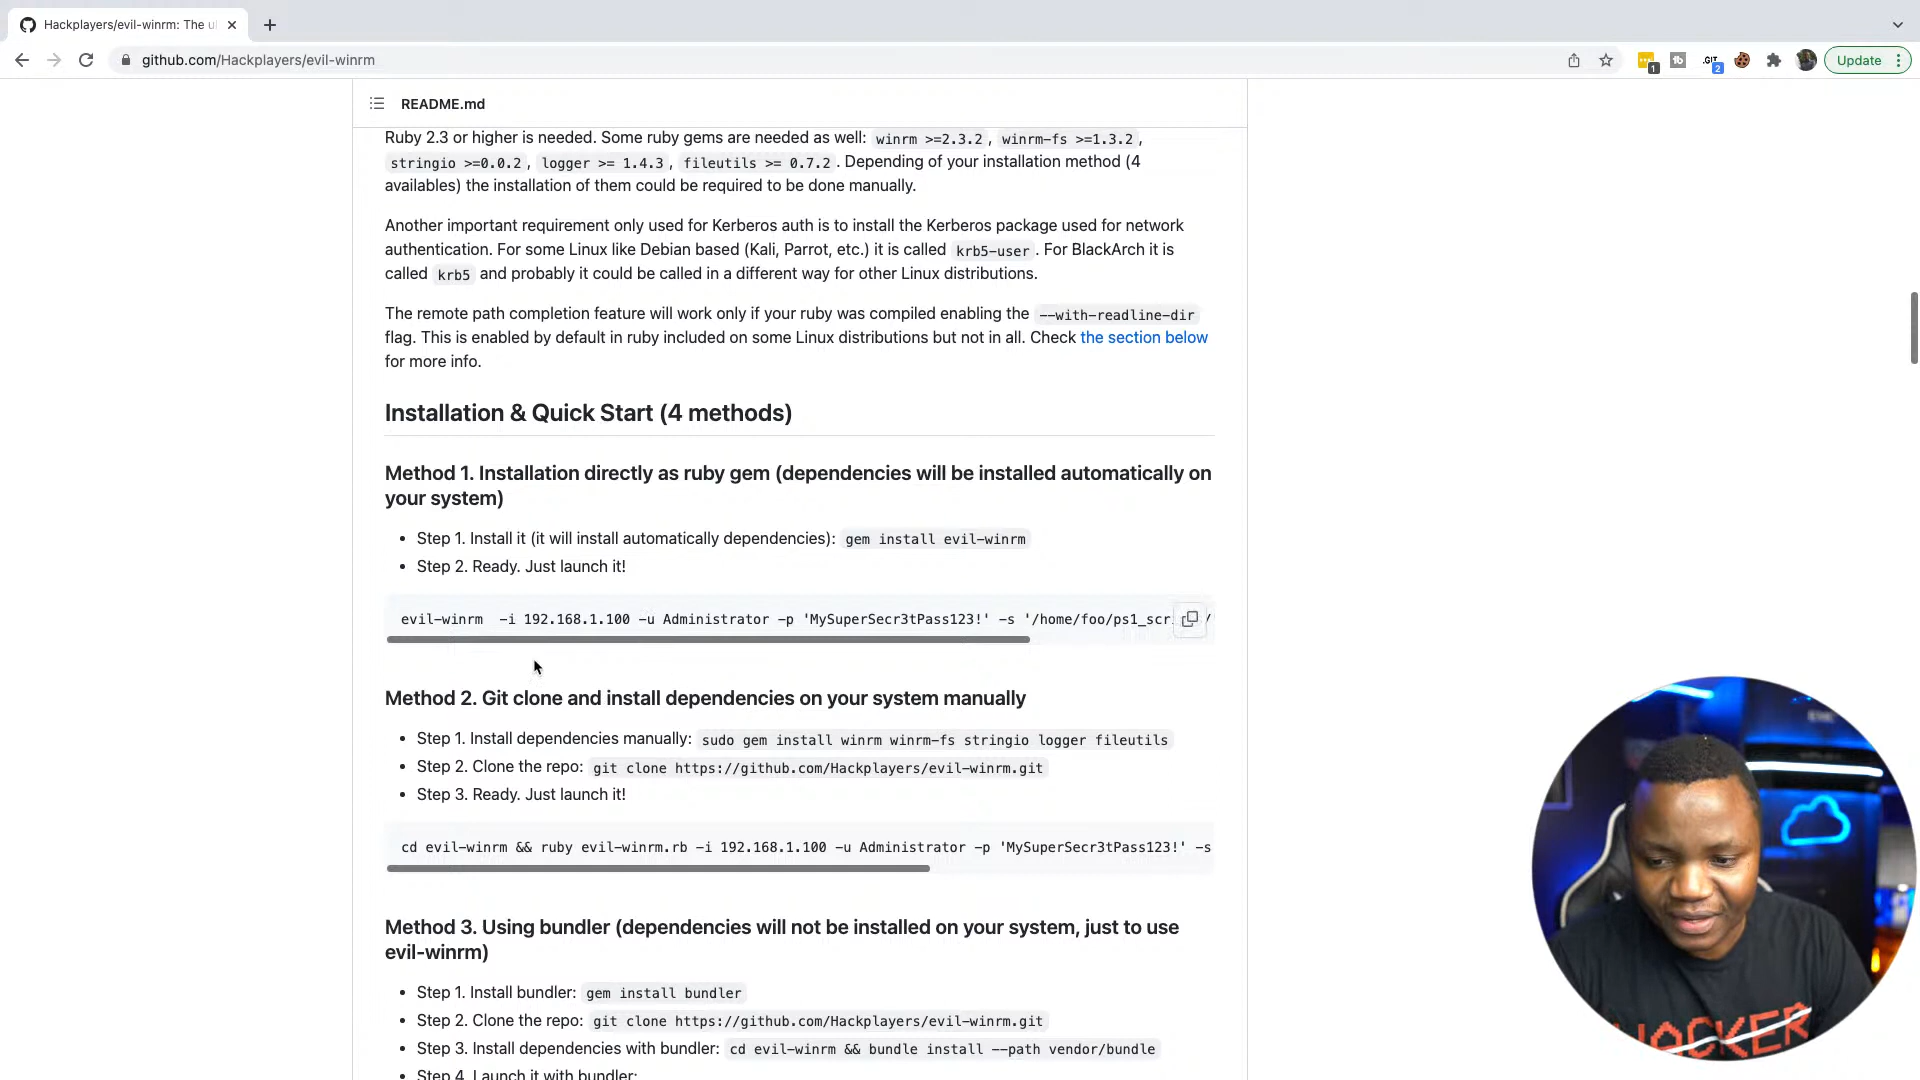 Hackplayers/evil-winrm: The u
github.com/Hackplayers/evil-winrm
1
.GIT
2
Update
README.md
Ruby 2.3 or higher is needed. Some ruby gems are needed as well: winrm >=2.3.2 , winrm-fs >=1.3.2 ,
stringio >=0.0.2 , logger >= 1.4.3 , fileutils >= 0.7.2 . Depending of your installation method (4
availables) the installation of them could be required to be done manually.
Another important requirement only used for Kerberos auth is to install the Kerberos package used for network
authentication. For some Linux like Debian based (Kali, Parrot, etc.) it is called krb5-user . For BlackArch it is
called krb5 and probably it could be called in a different way for other Linux distributions.
The remote path completion feature will work only if your ruby was compiled enabling the --with-readline-dir
flag. This is enabled by default in ruby included on some Linux distributions but not in all. Check the section below
for more info.
Installation & Quick Start (4 methods)
Method 1. Installation directly as ruby gem (dependencies will be installed automatically on
your system)
• Step 1. Install it (it will install automatically dependencies): gem install evil-winrm
• Step 2. Ready. Just launch it!
evil-winrm  -i 192.168.1.100 -u Administrator -p 'MySuperSecr3tPass123!' -s '/home/foo/ps1_scr
Method 2. Git clone and install dependencies on your system manually
• Step 1. Install dependencies manually: sudo gem install winrm winrm-fs stringio logger fileutils
• Step 2. Clone the repo: git clone https://github.com/Hackplayers/evil-winrm.git
• Step 3. Ready. Just launch it!
cd evil-winrm && ruby evil-winrm.rb -i 192.168.1.100 -u Administrator -p 'MySuperSecr3tPass123!' -s
Method 3. Using bundler (dependencies will not be installed on your system, just to use
evil-winrm)
• Step 1. Install bundler: gem install bundler
• Step 2. Clone the repo: git clone https://github.com/Hackplayers/evil-winrm.git
• Step 3. Install dependencies with bundler: cd evil-winrm && bundle install --path vendor/bundle
• Step 4. Launch it with bundler:
HACKER